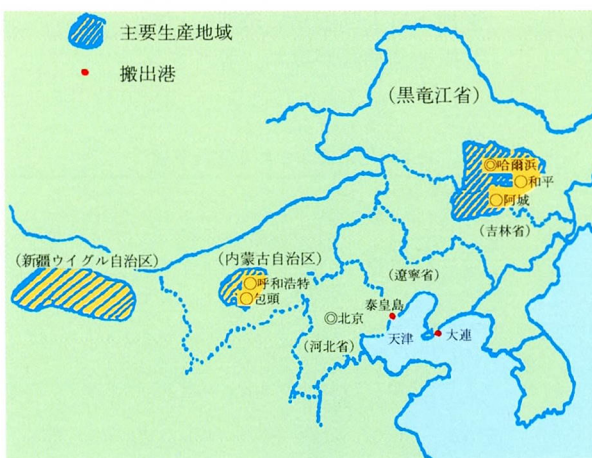 主要生産地域
搬出港
(黒竜江省)
哈爾浜
和平
阿城
(吉林省)
(新疆ウイグル自治区)
(内蒙古自治区)
呼和浩特
包頭
(遼寧省)
秦皇島
北京
天津
大連
(河北省)